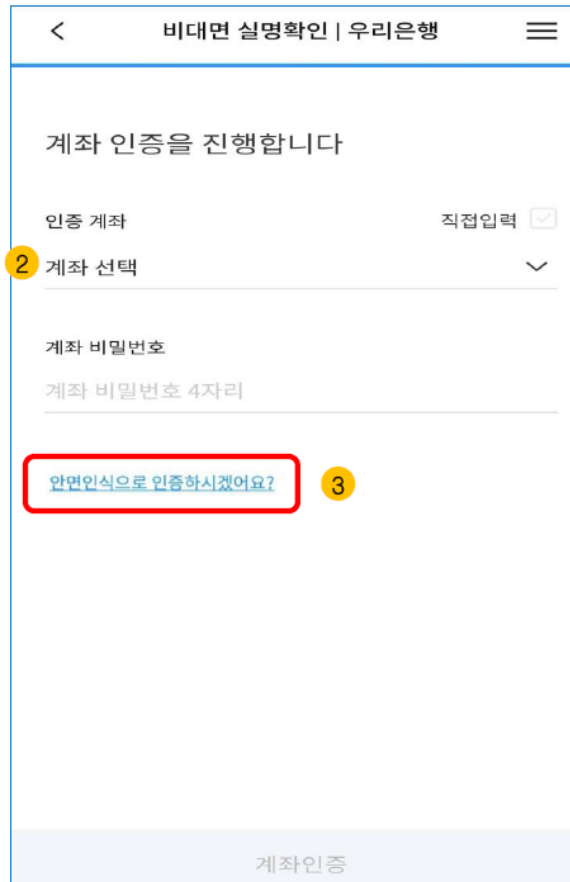 비대면 실명확인 | 우리은행
계좌 인증을 진행합니다
인증 계좌 직접입력
2 계좌 선택
계좌 비밀번호
계좌 비밀번호 4자리
안면인식으로 인증하시겠어요? 3
계좌인증